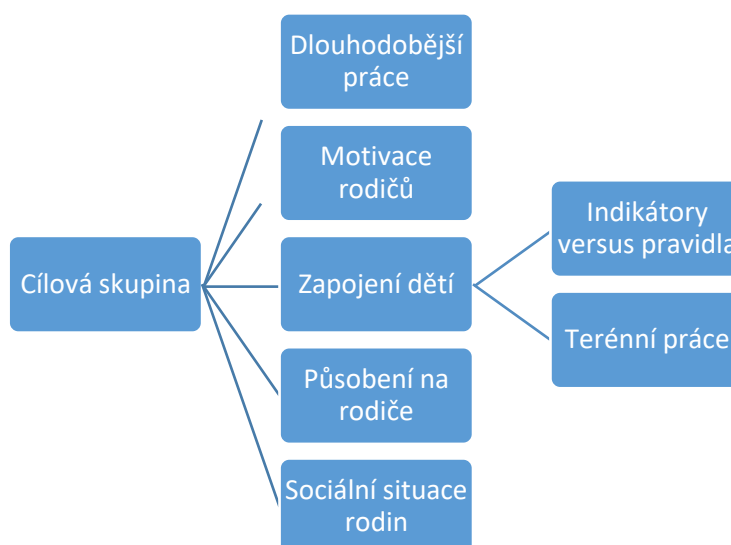 Dlouhodobější
práce
Motivace
rodičů
Cílová skupina
Zapojení dětí
Působení na
rodiče
Sociální situace
rodin
Indikátory
versus pravidla
Terénní práce